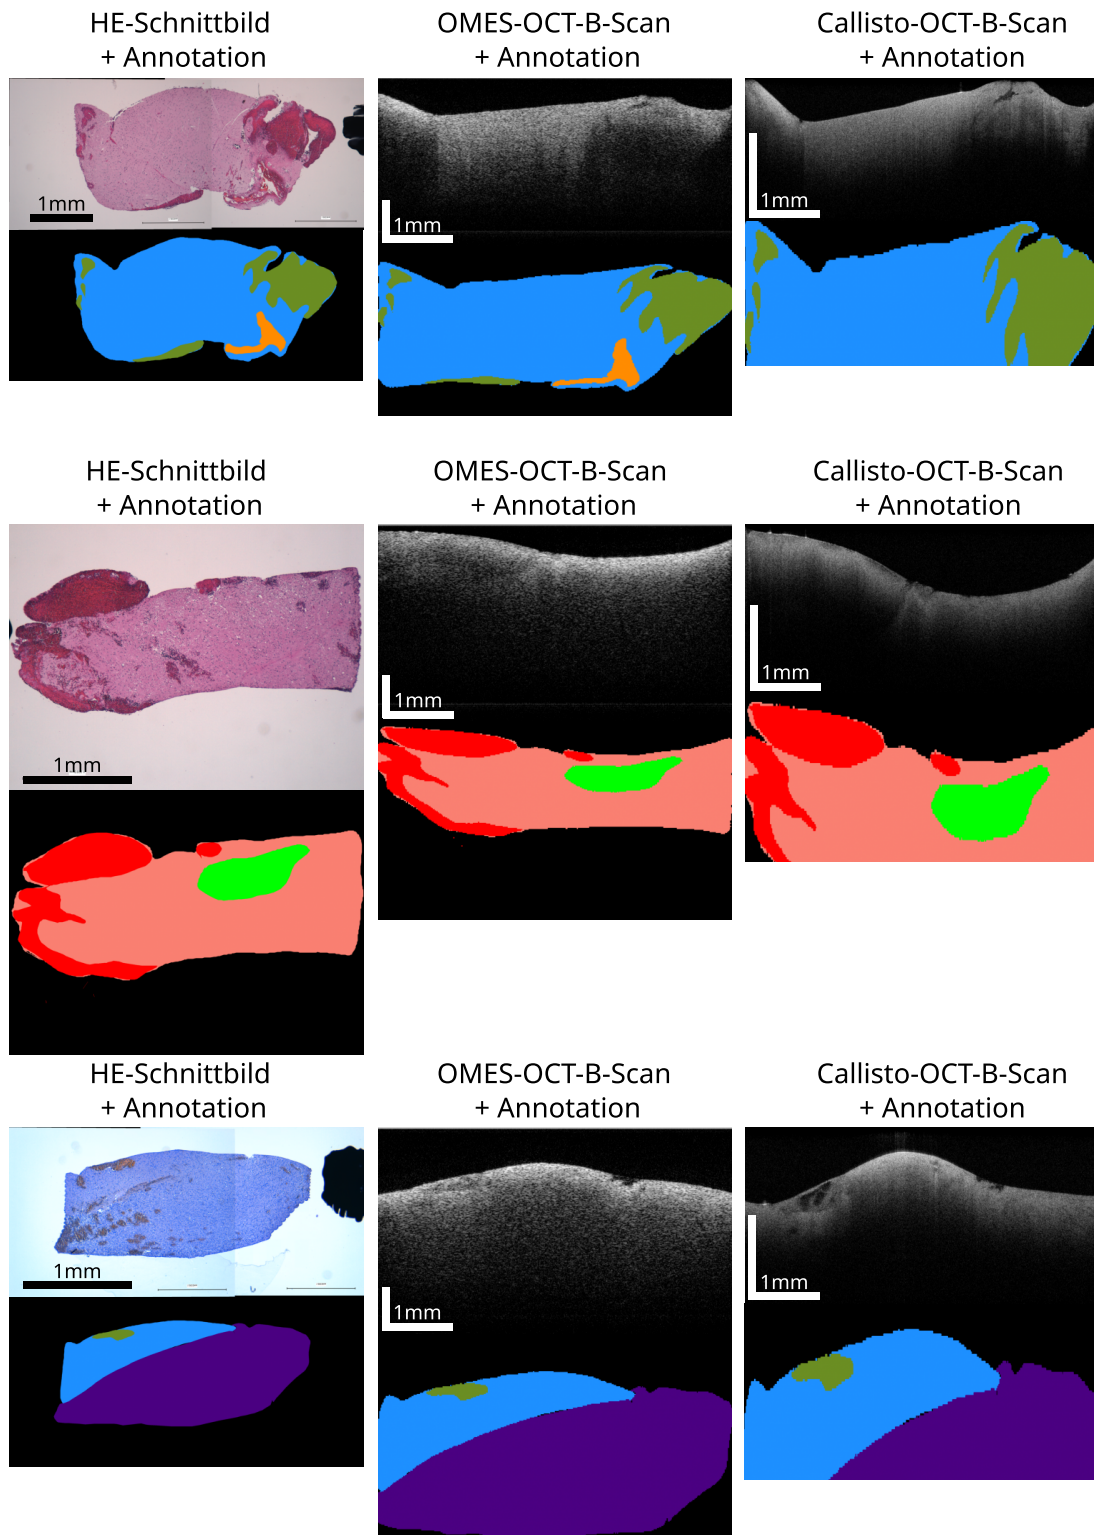 HE-Schnittbild
+ Annotation
OMES-OCT-B-Scan
+ Annotation
Callisto-OCT-B-Scan
+ Annotation
1mm
1mm
1mm
HE-Schnittbild
+ Annotation
OMES-OCT-B-Scan
+ Annotation
Callisto-OCT-B-Scan
+ Annotation
1mm
1mm
1mm
HE-Schnittbild
+ Annotation
OMES-OCT-B-Scan
+ Annotation
Callisto-OCT-B-Scan
+ Annotation
1mm
1mm
1mm